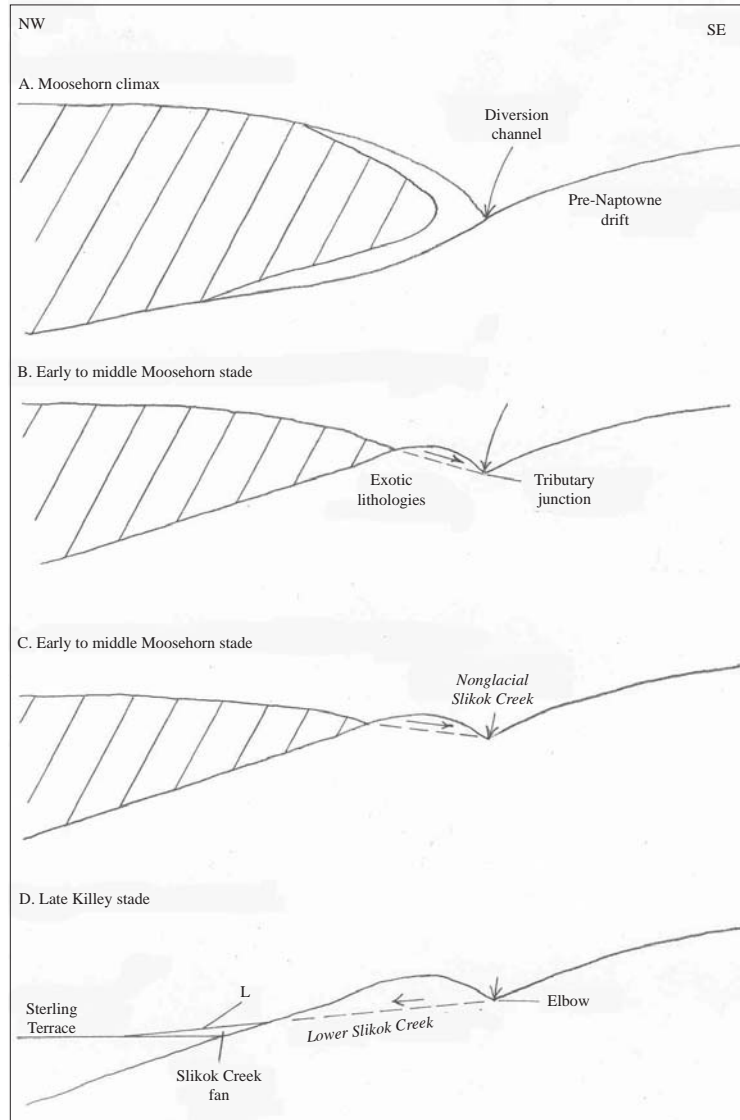 NW
SE
A. Moosehorn climax
Diversion
channel
Pre-Naptowne
drift
B. Early to middle Moosehorn stade
Exotic
lithologies
Tributary
junction
C. Early to middle Moosehorn stade
Nonglacial
Slikok Creek
D. Late Killey stade
L
Sterling
Terrace
Elbow
Lower Slikok Creek
Slikok Creek
fan